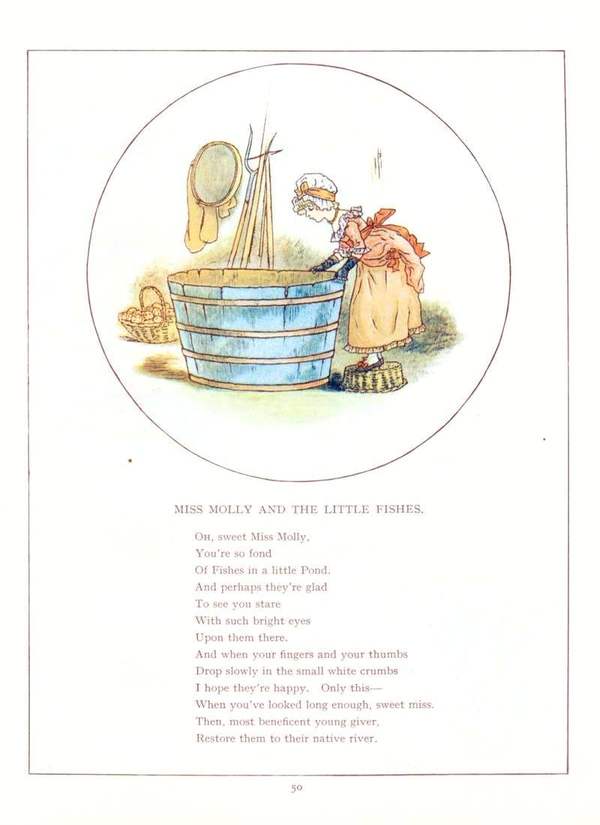 MISS MOLLY AND THE LITTLE FISHES.
OH, sweet Miss Molly,
You're so fond
Of Fishes in a little Pond.
And perhaps they're glad
To see you stare
With such bright eyes
Upon them there.
And when your fingers and your thumbs
Drop slowly in the small white crumbs
I hope they're happy. Only this—
When you've looked long enough, sweet miss.
Then, most beneficent young giver,
Restore them to their native river.
50